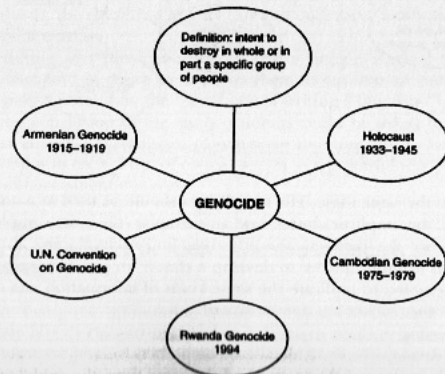 Definition: intent to
destroy in whole or in
part a specific group
of people
Armenian Genocide
1915–1919
Holocaust
1933–1945
GENOCIDE
U.N. Convention
on Genocide
Cambodian Genocide
1975–1979
Rwanda Genocide
1994